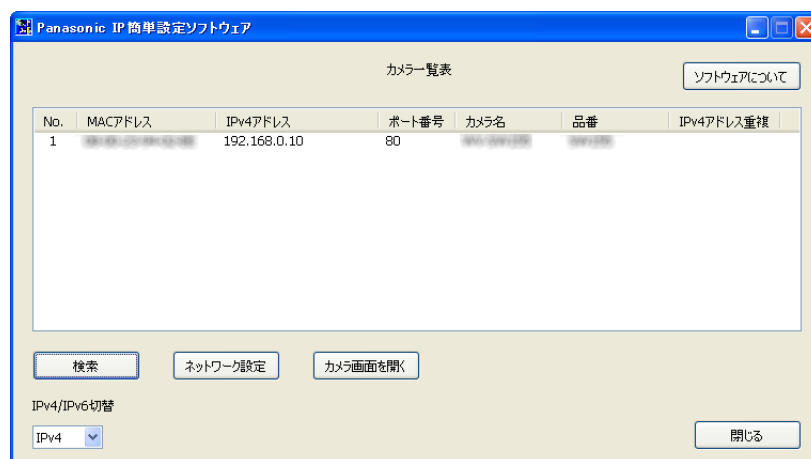 Panasonic IP簡単設定ソフトウェア
カメラ一覧表
ソフトウェアについて
No. MACアドレス IPv4アドレス ポート番号 カメラ名 品番 IPv4アドレス重複
1 192.168.0.10 80
検索 ネットワーク設定 カメラ画面を開く
IPv4/IPv6切替
IPv4
閉じる